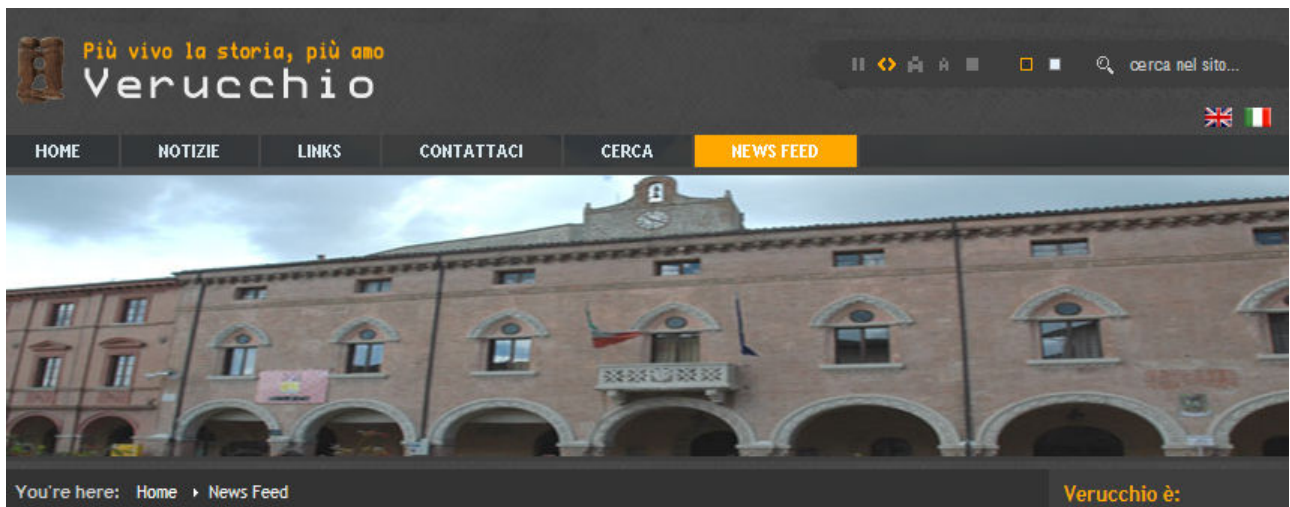 Più vivo la storia, più amo
Verucchio
cerca nel sito...
HOME NOTIZIE LINKS CONTATTACI CERCA NEWS FEED
You're here: Home News Feed
Verucchio è: